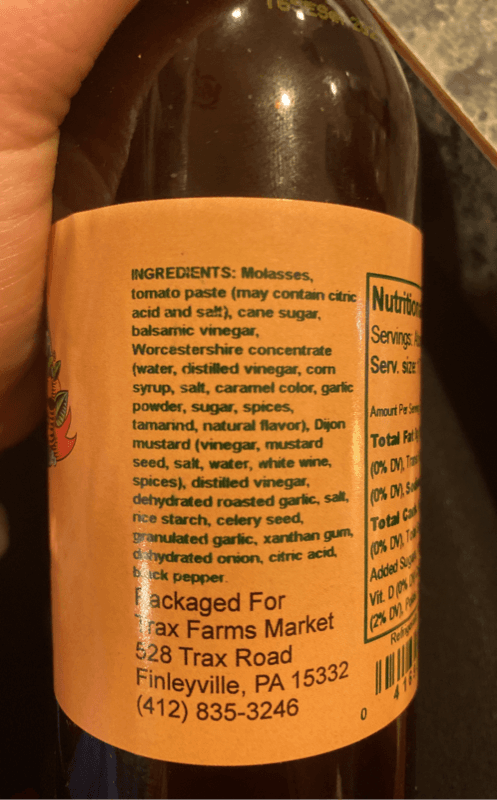 INGREDIENTS: Molasses,
tomato paste (may contain citric
acid and salt), cane sugar,
balsamic vinegar,
Worcestershire concentrate
(water, distilled vinegar, corn
syrup, salt, caramel color, garlic
powder, sugar, spices,
tamarind, natural flavor), Dijon
mustard (vinegar, mustard
seed, salt, water, white wine,
spices), distilled vinegar,
dehydrated roasted garlic, salt,
rice starch, celery seed,
granulated garlic, xanthan gum,
dehydrated onion, citric acid,
black pepper.
Packaged For
Trax Farms Market
528 Trax Road
Finleyville, PA 15332
(412) 835-3246
Servings:
Serv. size:
Amount Per
Total Fat
(0% DV),
(0% DV),
Total
(0% DV),
Added
Vit. D (0%
(2% DV),
0